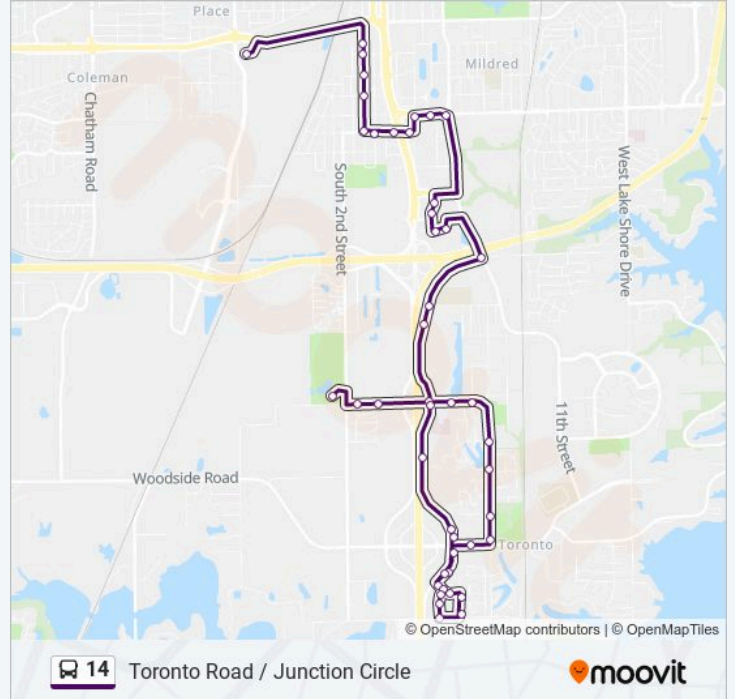 Place
Coleman
Mildred
Chatham Road
South 2nd Street
West Lake Shore Drive
11th Street
Woodside Road
Toronto
© OpenStreetMap contributors | © OpenMapTiles
14 Toronto Road / Junction Circle
moovit